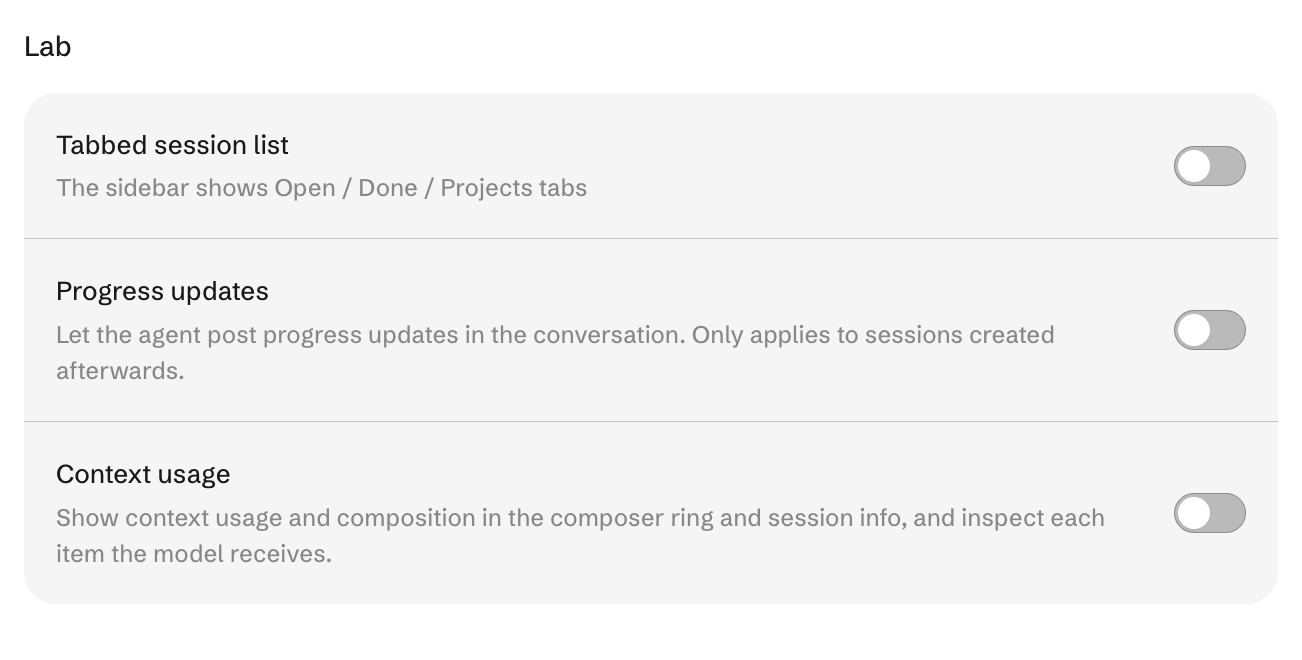 Lab
Tabbed session list
The sidebar shows Open / Done / Projects tabs
Progress updates
Let the agent post progress updates in the conversation. Only applies to sessions created
afterwards.
Context usage
Show context usage and composition in the composer ring and session info, and inspect each
item the model receives.